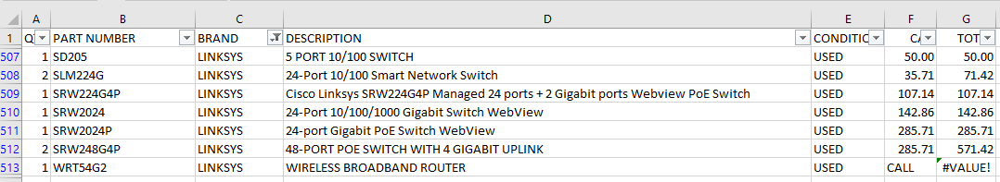 A B C D E F G
1 Q PART NUMBER BRAND DESCRIPTION CONDITIC CA TOT
507 1 SD205 LINKSYS 5 PORT 10/100 SWITCH USED 50.00 50.00
508 2 SLM224G LINKSYS 24-Port 10/100 Smart Network Switch USED 35.71 71.42
509 1 SRW224G4P LINKSYS Cisco Linksys SRW224G4P Managed 24 ports + 2 Gigabit ports Webview PoE Switch USED 107.14 107.14
510 1 SRW2024 LINKSYS 24-Port 10/100/1000 Gigabit Switch WebView USED 142.86 142.86
511 1 SRW2024P LINKSYS 24-port Gigabit PoE Switch WebView USED 285.71 285.71
512 2 SRW248G4P LINKSYS 48-PORT POE SWITCH WITH 4 GIGABIT UPLINK USED 285.71 571.42
513 1 WRT54G2 LINKSYS WIRELESS BROADBAND ROUTER USED CALL #VALUE!